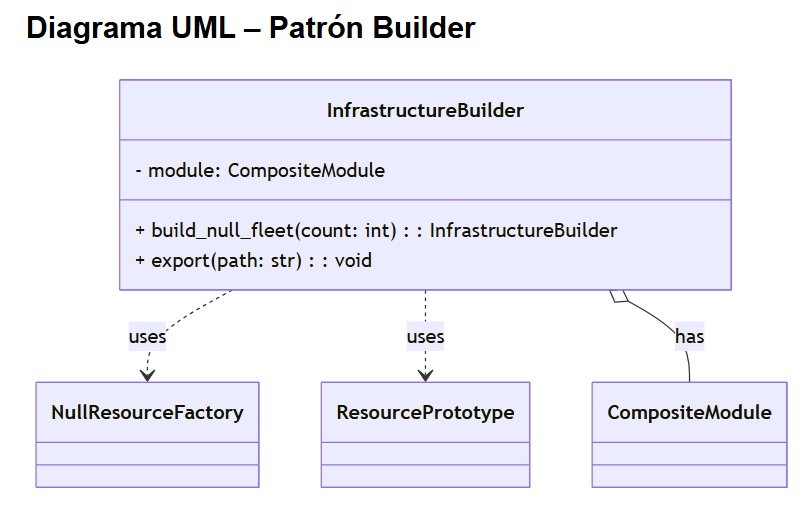 Diagrama UML – Patrón Builder
InfrastructureBuilder
- module: CompositeModule
+ build_null_fleet(count: int) : : InfrastructureBuilder
+ export(path: str) : : void
uses
uses
has
NullResourceFactory
ResourcePrototype
CompositeModule